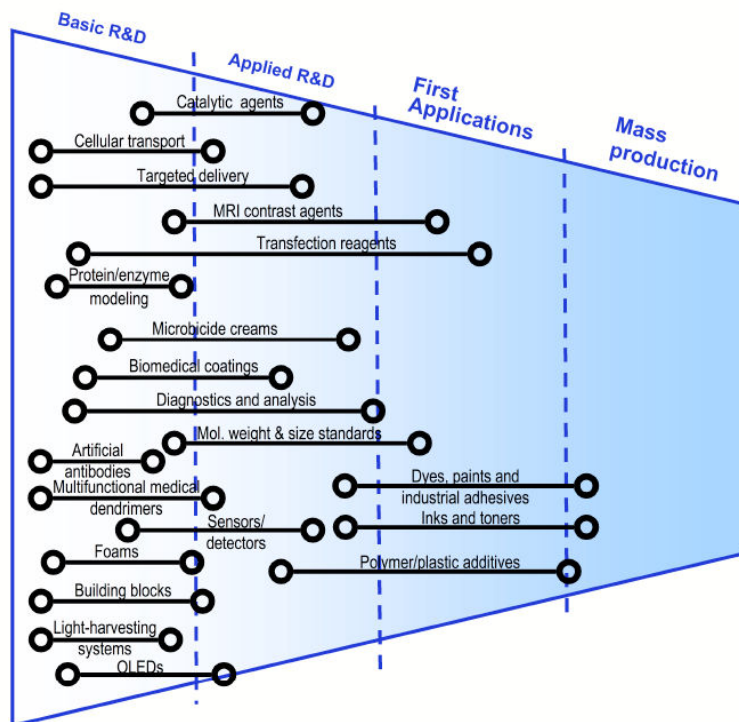 Basic R&D
Applied R&D
First
Applications
Mass
production
Catalytic agents
Cellular transport
Targeted delivery
MRI contrast agents
Transfection reagents
Protein/enzyme
modeling
Microbicide creams
Biomedical coatings
Diagnostics and analysis
Mol. weight & size standards
Artificial
antibodies
Dyes, paints and
industrial adhesives
Multifunctional medical
dendrimers
Inks and toners
Sensors/
detectors
Foams
Polymer/plastic additives
Building blocks
Light-harvesting
systems
OLEDs